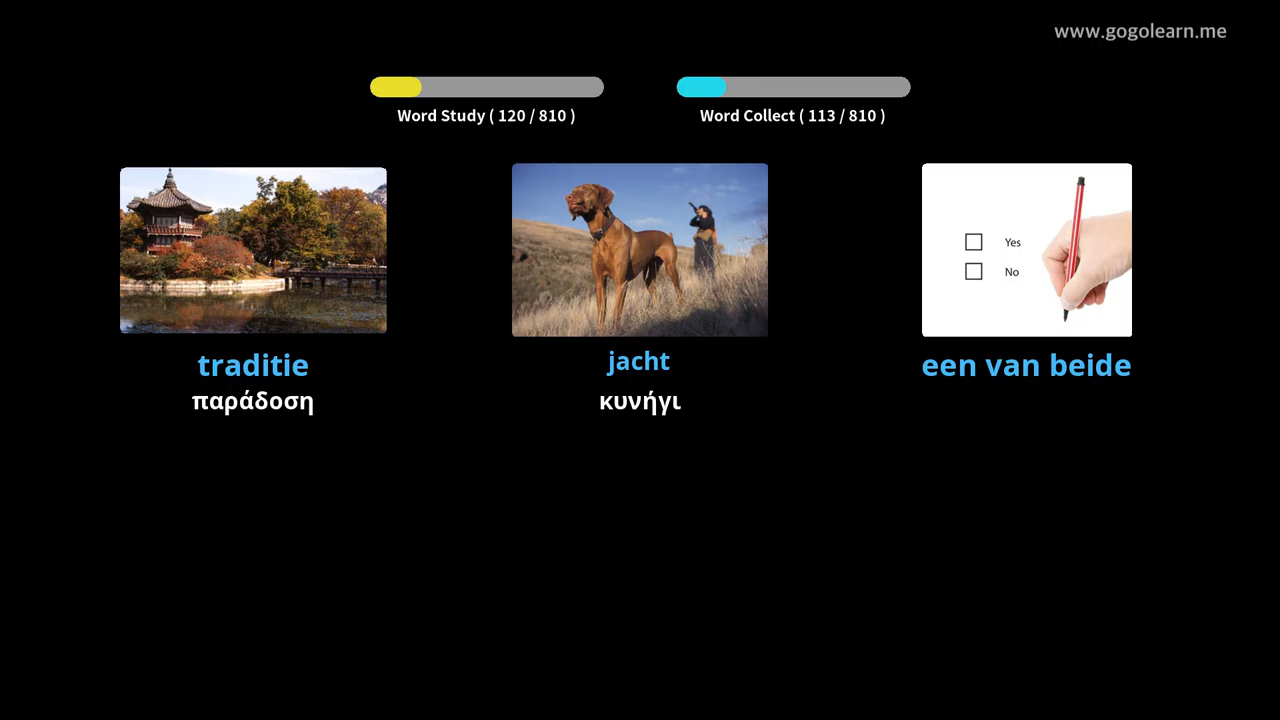 www.gogolearn.me
Word Study ( 120 / 810 )
Word Collect ( 113 / 810 )
Yes
No
traditie
παράδοση
jacht
κυνήγι
een van beide